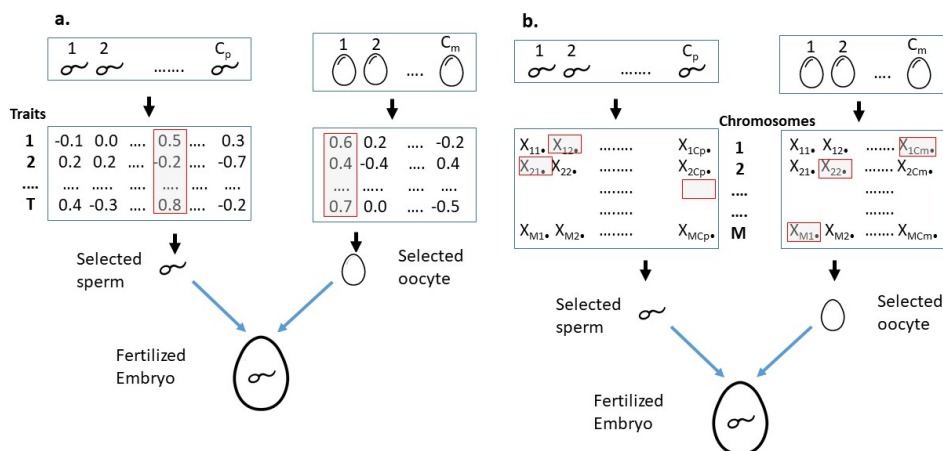 a.
1 2 ....... Cₚ
1 2 .... Cₘ
Traits
1 -0.1 0.0 .... 0.5 .... 0.3
2 0.2 0.2 .... -0.2 .... -0.7
.... .... .... .... .... .... ....
T 0.4 -0.3 .... 0.8 .... -0.2
0.6 0.2 .... -0.2
0.4 -0.4 .... 0.4
.... ..... .... ....
0.7 0.0 .... -0.5
Selected
sperm
Selected
oocyte
Fertilized
Embryo
b.
1 2 ....... Cₚ
1 2 .... Cₘ
Chromosomes
X11• X12• ........ X1Cp•
X21• X22• ........ X2Cp•
........
........
XM1• XM2• ........ XMCp•
1
2
....
....
M
X11• X12• ........ X1Cm•
X21• X22• ........ X2Cm•
........
........
XM1• XM2• ........ XMCm•
Selected
sperm
Selected
oocyte
Fertilized
Embryo